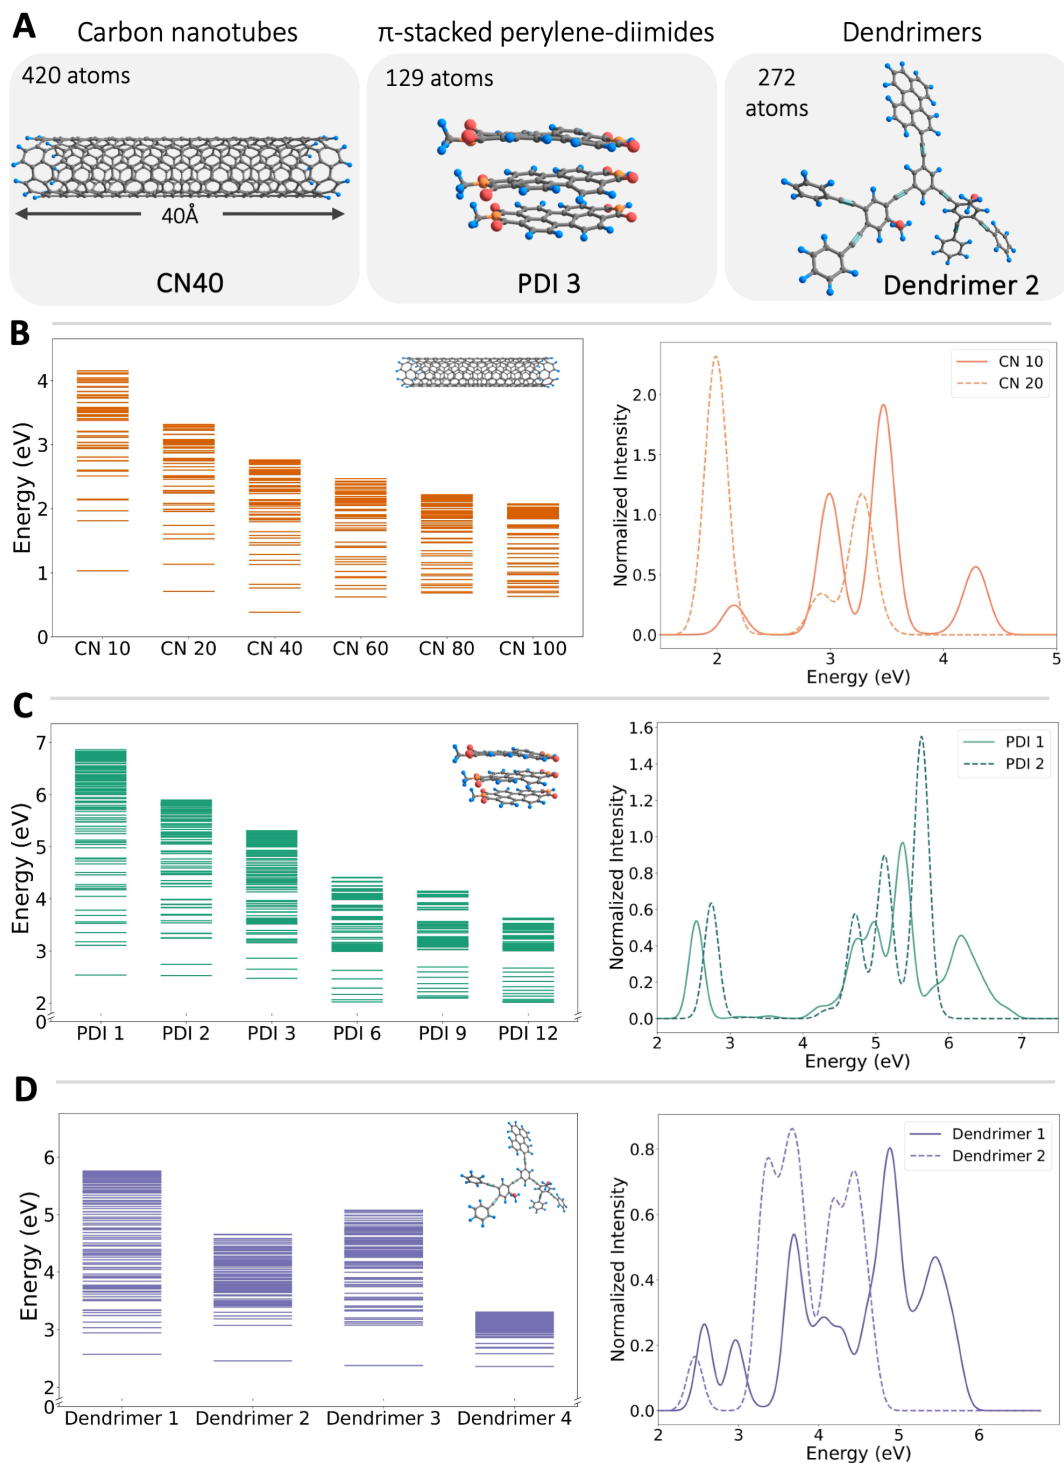 A
Carbon nanotubes
π-stacked perylene-diimides
Dendrimers
420 atoms
129 atoms
272
atoms
40Å
CN40
PDI 3
Dendrimer 2
B
Energy (eV)
4
3
2
1
0
CN 10 CN 20 CN 40 CN 60 CN 80 CN 100
Normalized Intensity
2.0
1.5
1.0
0.5
0.0
CN 10
CN 20
2 3 4 5
Energy (eV)
C
Energy (eV)
7
6
5
4
3
2
0
PDI 1 PDI 2 PDI 3 PDI 6 PDI 9 PDI 12
Normalized Intensity
1.6
1.4
1.2
1.0
0.8
0.6
0.4
0.2
0.0
PDI 1
PDI 2
2 3 4 5 6 7
Energy (eV)
D
Energy (eV)
6
5
4
3
2
0
Dendrimer 1 Dendrimer 2 Dendrimer 3 Dendrimer 4
Normalized Intensity
0.8
0.6
0.4
0.2
0.0
Dendrimer 1
Dendrimer 2
2 3 4 5 6
Energy (eV)